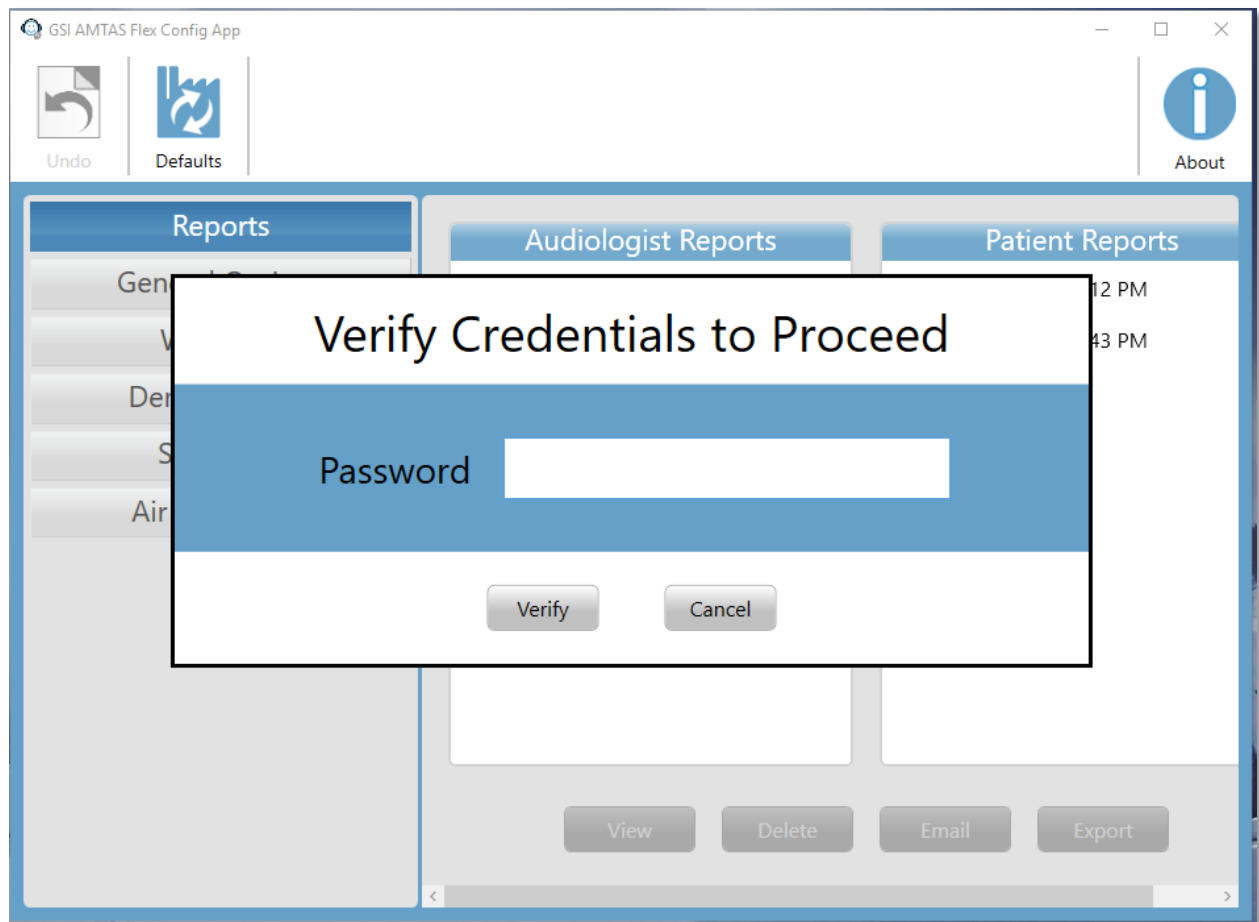 GSI AMTAS Flex Config App
Undo
Defaults
About
Reports
Audiologist Reports
Patient Reports
12 PM
43 PM
Verify Credentials to Proceed
Password
Verify
Cancel
Air
View
Delete
Email
Export